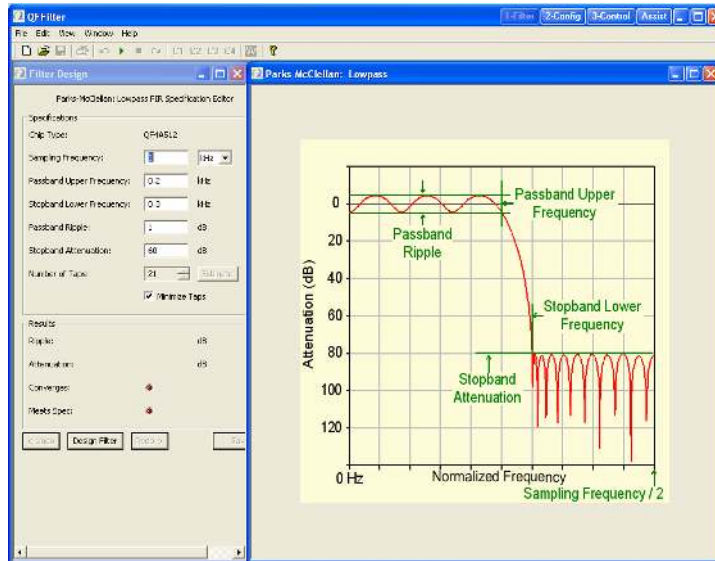 QFFilter
1-Filter 2-Config 3-Control Assist
File Edit View Window Help
Filter Design
Parks-McClellan: Lowpass FIR Specification Editor
Specifications
Chip Type: QF4A512
Sampling Frequency: kHz
Passband Upper Frequency: 0.2 kHz
Stopband Lower Frequency: 0.3 kHz
Passband Ripple: 1 dB
Stopband Attenuation: 60 dB
Number of Taps: 21 Estimate
Minimize Taps
Results
Ripple: dB
Attenuation: dB
Converges:
Meets Spec:
Design Filter
Parks McClellan: Lowpass
0
20
40
60
80
100
120
Attenuation (dB)
Passband Upper
Frequency
Passband
Ripple
Stopband Lower
Frequency
Stopband
Attenuation
0 Hz
Normalized Frequency
Sampling Frequency / 2